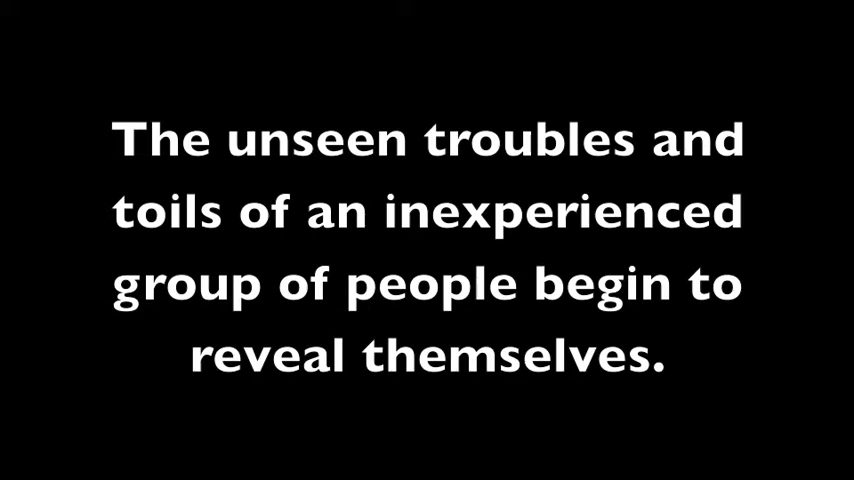 The unseen troubles and
toils of an inexperienced
group of people begin to
reveal themselves.